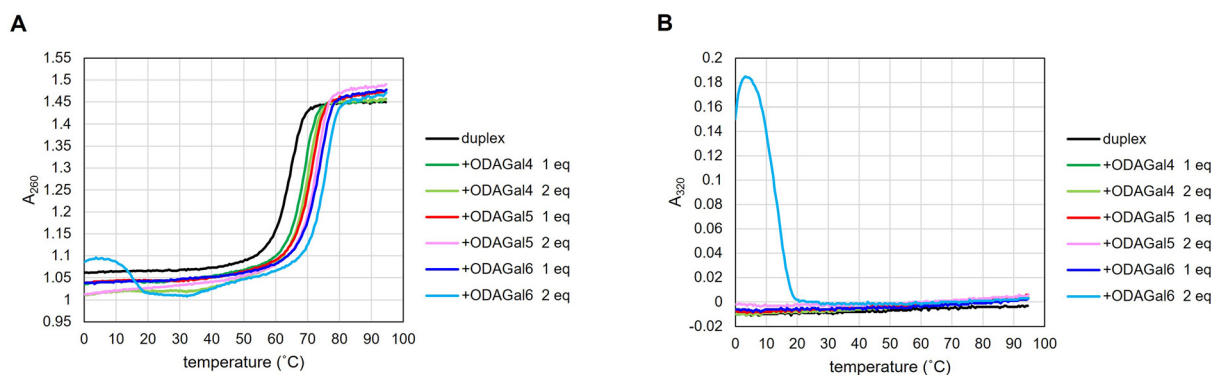 A
A260
1.55
1.5
1.45
1.4
1.35
1.3
1.25
1.2
1.15
1.1
1.05
1
0.95
0 10 20 30 40 50 60 70 80 90 100
temperature (˚C)
duplex
+ODAGal4 1 eq
+ODAGal4 2 eq
+ODAGal5 1 eq
+ODAGal5 2 eq
+ODAGal6 1 eq
+ODAGal6 2 eq
B
A320
0.2
0.18
0.16
0.14
0.12
0.1
0.08
0.06
0.04
0.02
0
-0.02
0 10 20 30 40 50 60 70 80 90 100
temperature (˚C)
duplex
+ODAGal4 1 eq
+ODAGal4 2 eq
+ODAGal5 1 eq
+ODAGal5 2 eq
+ODAGal6 1 eq
+ODAGal6 2 eq